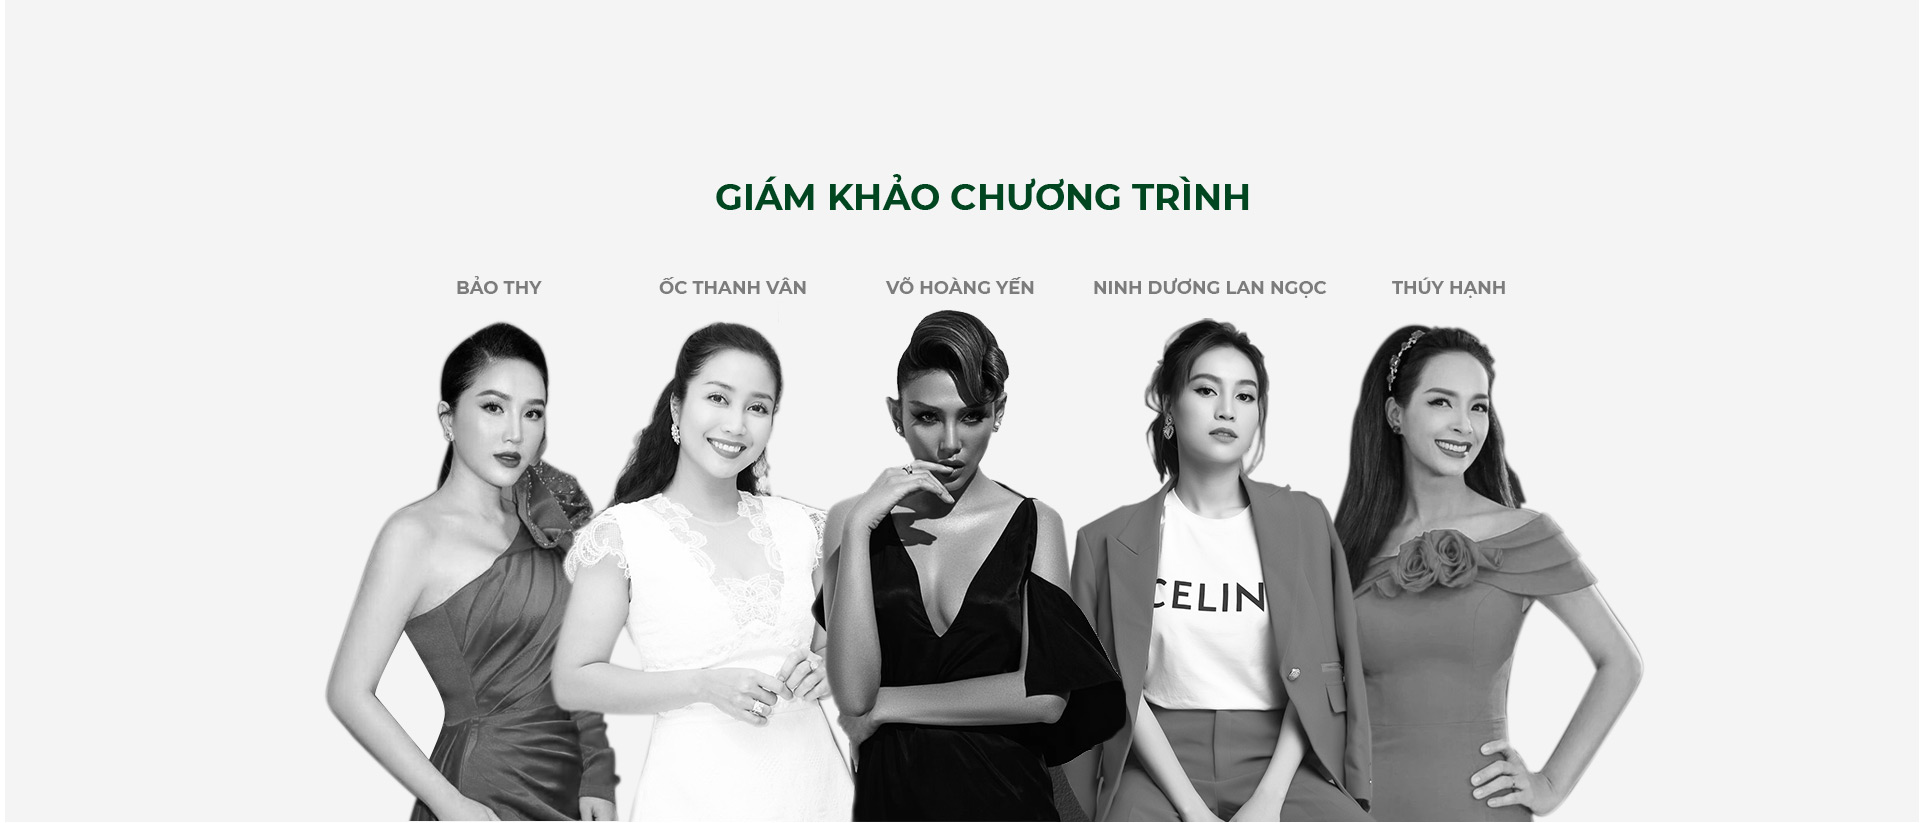 GIÁM KHẢO CHƯƠNG TRÌNH
BẢO THY
ỐC THANH VÂN
VÕ HOÀNG YẾN
NINH DƯƠNG LAN NGỌC
THÚY HẠNH
CELIN